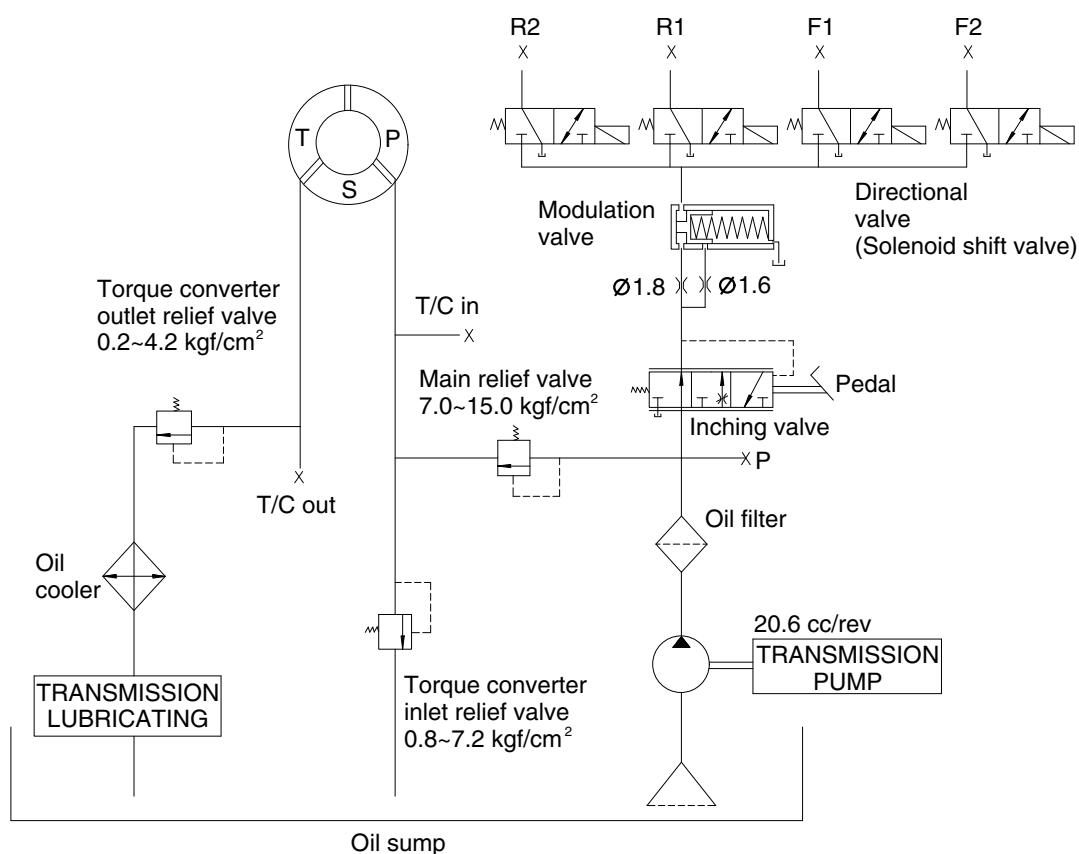 R2
R1
F1
F2
T
P
S
Modulation
valve
Directional
valve
(Solenoid shift valve)
Ø1.8
Ø1.6
Torque converter
outlet relief valve
0.2~4.2 kgf/cm²
T/C in
Main relief valve
7.0~15.0 kgf/cm²
Pedal
Inching valve
P
T/C out
Oil filter
Oil
cooler
20.6 cc/rev
TRANSMISSION
PUMP
TRANSMISSION
LUBRICATING
Torque converter
inlet relief valve
0.8~7.2 kgf/cm²
Oil sump